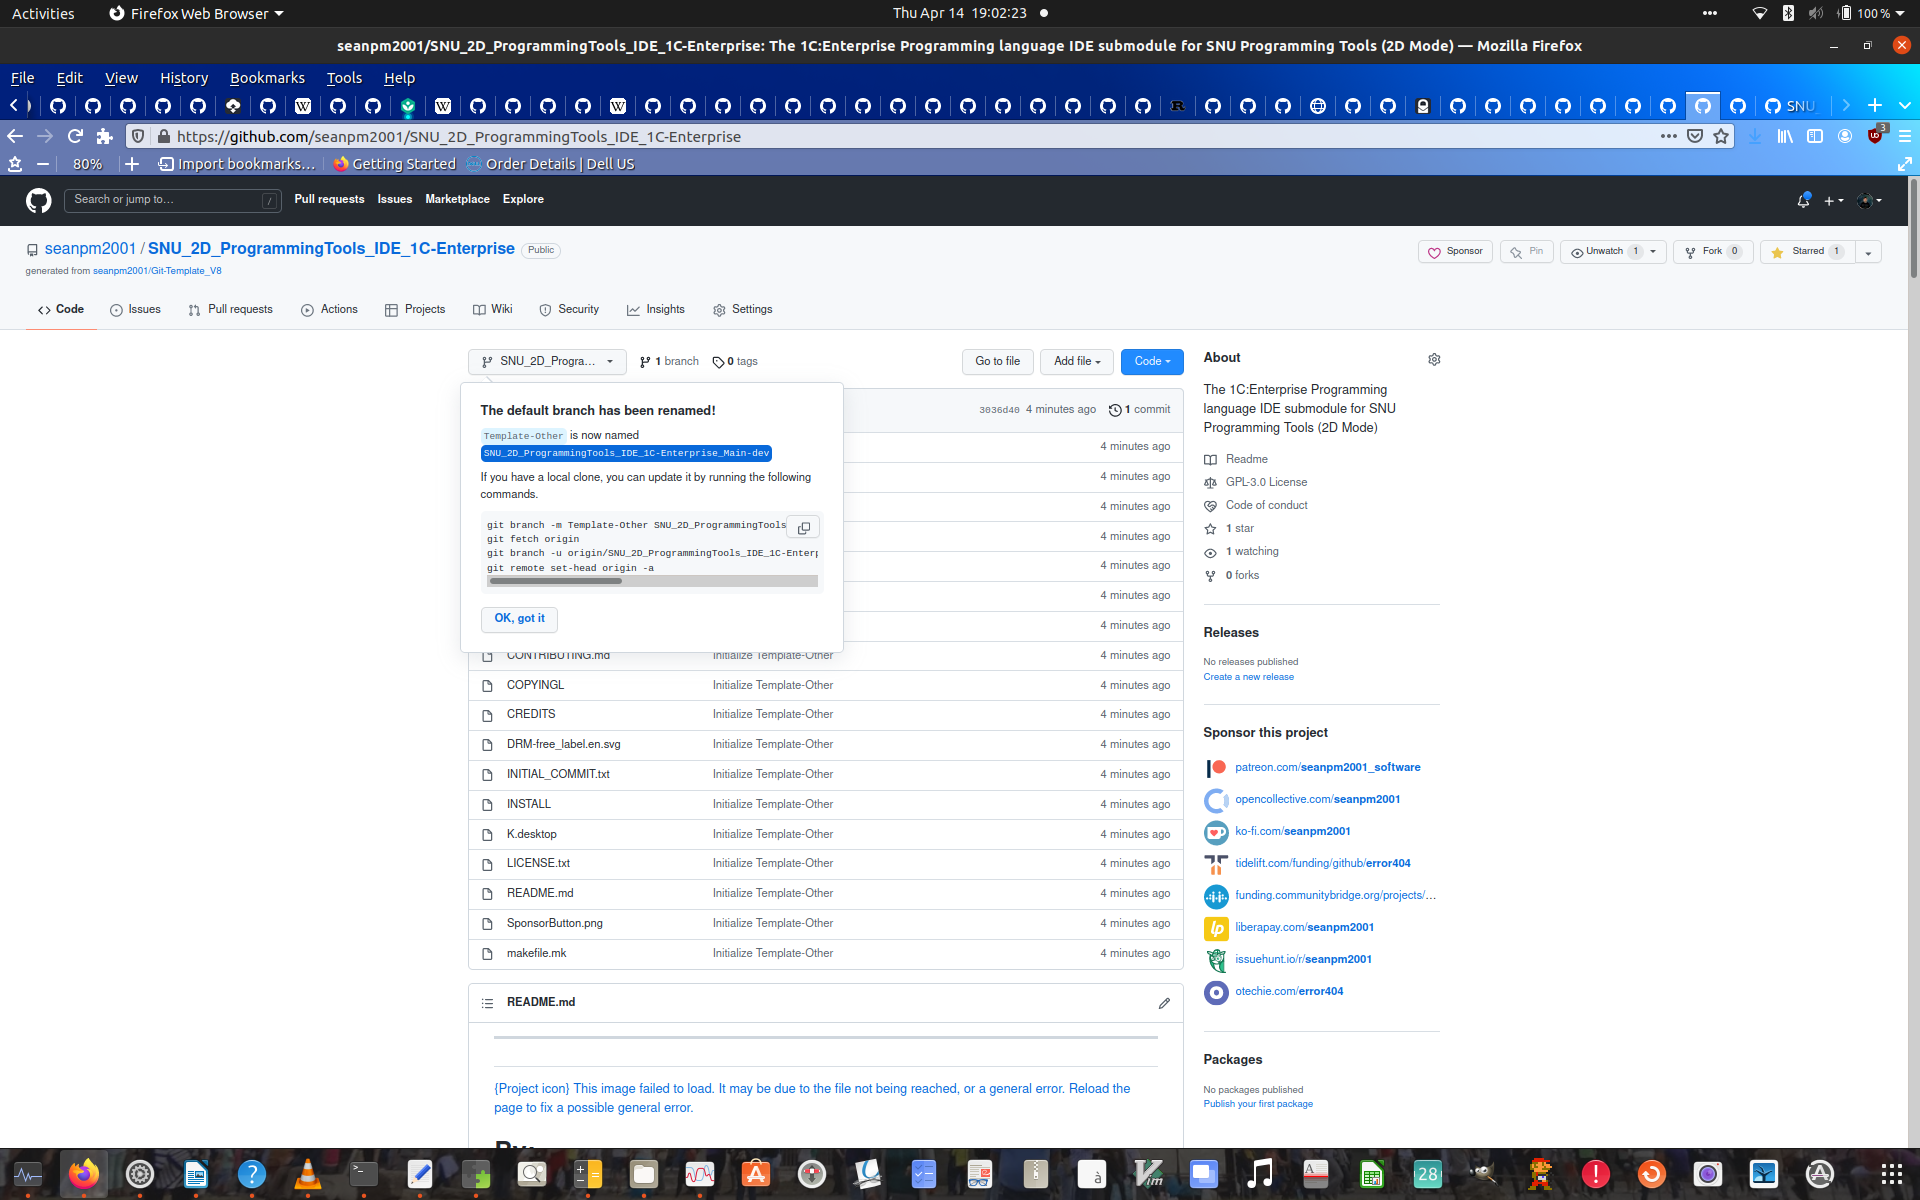 Activities
Firefox Web Browser
Thu Apr 14 19:02:23
100 %
seanpm2001/SNU_2D_ProgrammingTools_IDE_1C-Enterprise: The 1C:Enterprise Programming language IDE submodule for SNU Programming Tools (2D Mode) — Mozilla Firefox
File Edit View History Bookmarks Tools Help
SNU
https://github.com/seanpm2001/SNU_2D_ProgrammingTools_IDE_1C-Enterprise
3
80%
Import bookmarks...
Getting Started
Order Details | Dell US
Search or jump to...
/
Pull requests Issues Marketplace Explore
seanpm2001 / SNU_2D_ProgrammingTools_IDE_1C-Enterprise Public
Sponsor
Pin
Unwatch 1
Fork 0
Starred 1
generated from seanpm2001/Git-Template_V8
Code Issues Pull requests Actions Projects Wiki Security Insights Settings
SNU_2D_Progra...
1 branch
0 tags
Go to file
Add file
Code
The default branch has been renamed!
Template-Other is now named
SNU_2D_ProgrammingTools_IDE_1C-Enterprise_Main-dev
If you have a local clone, you can update it by running the following
commands.
git branch -m Template-Other SNU_2D_ProgrammingTools
git fetch origin
git branch -u origin/SNU_2D_ProgrammingTools_IDE_1C-Enterp
git remote set-head origin -a
OK, got it
3036d40 4 minutes ago 1 commit
4 minutes ago
4 minutes ago
4 minutes ago
4 minutes ago
4 minutes ago
4 minutes ago
4 minutes ago
CONTRIBUTING.md Initialize Template-Other 4 minutes ago
COPYINGL Initialize Template-Other 4 minutes ago
CREDITS Initialize Template-Other 4 minutes ago
DRM-free_label.en.svg Initialize Template-Other 4 minutes ago
INITIAL_COMMIT.txt Initialize Template-Other 4 minutes ago
INSTALL Initialize Template-Other 4 minutes ago
K.desktop Initialize Template-Other 4 minutes ago
LICENSE.txt Initialize Template-Other 4 minutes ago
README.md Initialize Template-Other 4 minutes ago
SponsorButton.png Initialize Template-Other 4 minutes ago
makefile.mk Initialize Template-Other 4 minutes ago
README.md
{Project icon} This image failed to load. It may be due to the file not being reached, or a general error. Reload the
page to fix a possible general error.
About
The 1C:Enterprise Programming
language IDE submodule for SNU
Programming Tools (2D Mode)
Readme
GPL-3.0 License
Code of conduct
1 star
1 watching
0 forks
Releases
No releases published
Create a new release
Sponsor this project
patreon.com/seanpm2001_software
opencollective.com/seanpm2001
ko-fi.com/seanpm2001
tidelift.com/funding/github/error404
funding.communitybridge.org/projects/...
liberapay.com/seanpm2001
issuehunt.io/r/seanpm2001
otechie.com/error404
Packages
No packages published
Publish your first package
28